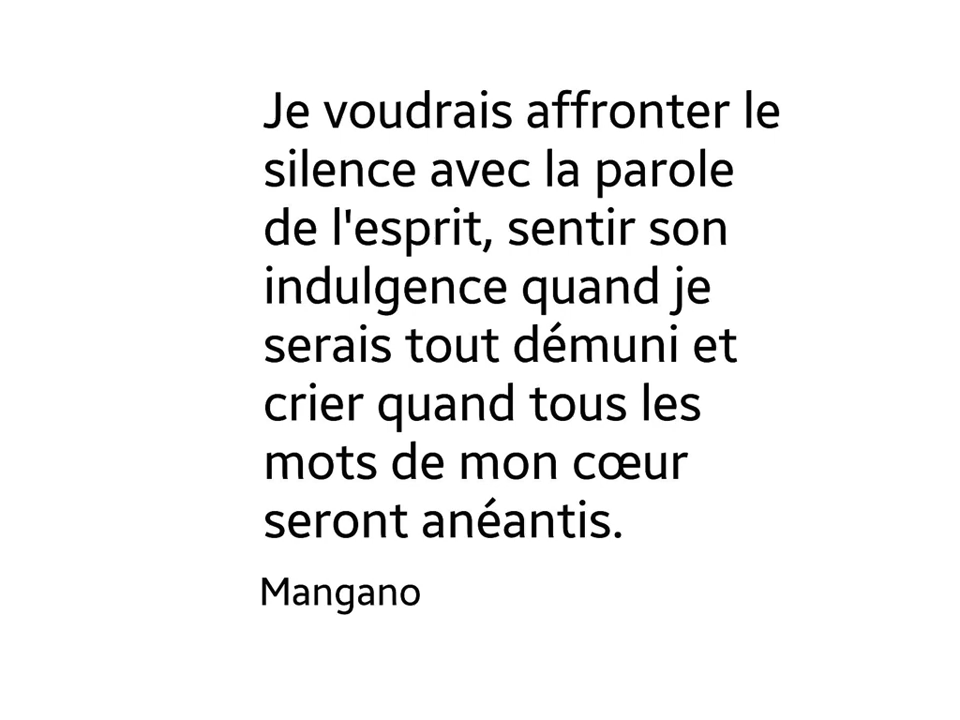 Je voudrais affronter le
silence avec la parole
de l'esprit, sentir son
indulgence quand je
serais tout démuni et
crier quand tous les
mots de mon cœur
seront anéantis.
Mangano